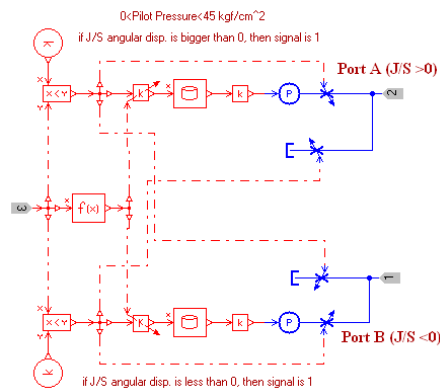 0<Pilot Pressure<45 kgf/cm^2
if J/S angular disp. is bigger than 0, then signal is 1
k
x
Y
x < Y
x
k
k
P
Port A (J/S >0)
2
3
x
f(x)
Y
x
x < Y
x
k
k
P
1
Port B (J/S <0)
k
if J/S angular disp. is less than 0, then signal is 1